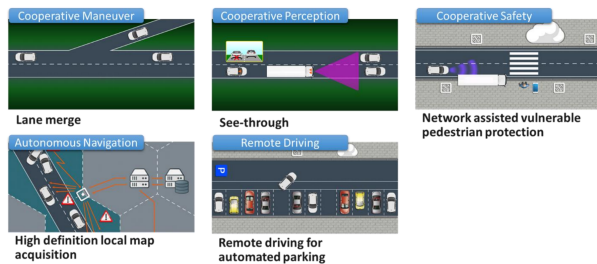 Cooperative Maneuver
Lane merge
Cooperative Perception
See-through
Cooperative Safety
Network assisted vulnerable
pedestrian protection
Autonomous Navigation
High definition local map
acquisition
Remote Driving
P
Remote driving for
automated parking